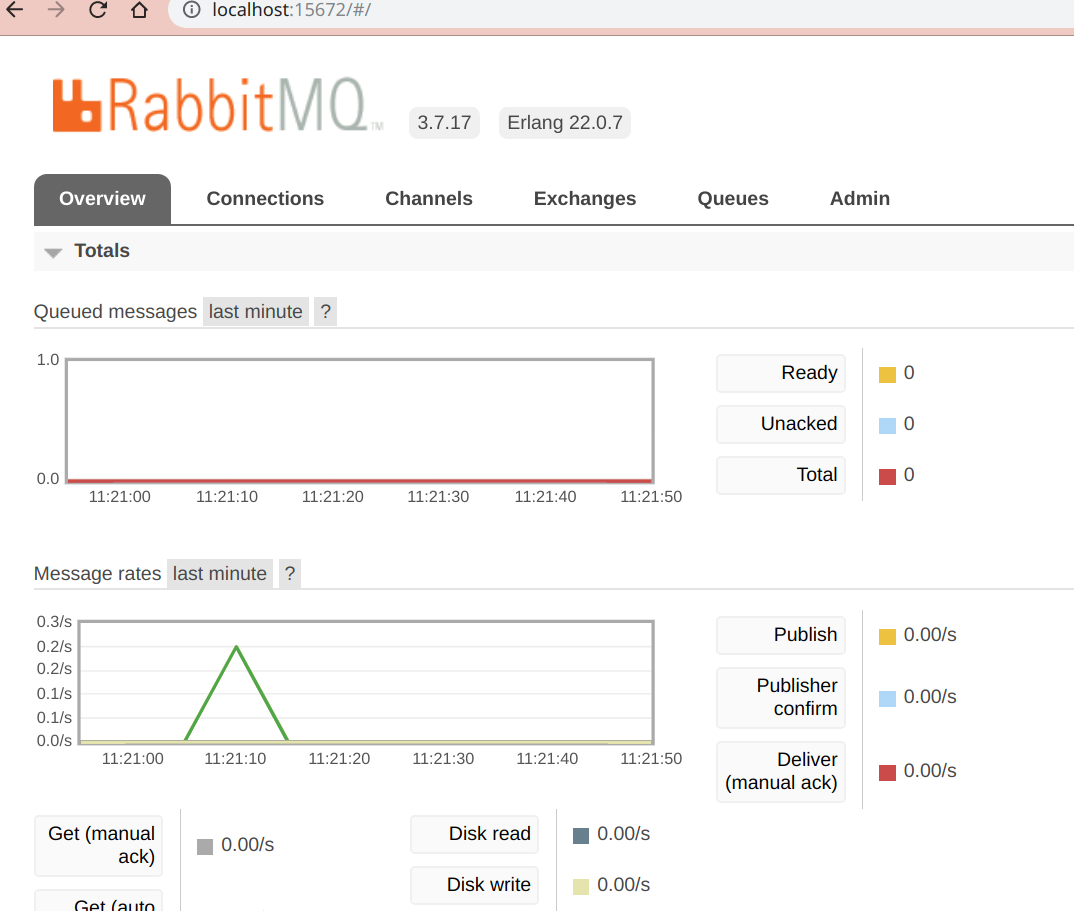 localhost:15672/#/
RabbitMQ™ 3.7.17 Erlang 22.0.7
Overview Connections Channels Exchanges Queues Admin
Totals
Queued messages last minute ?
1.0
0.0
11:21:00 11:21:10 11:21:20 11:21:30 11:21:40 11:21:50
Ready 0
Unacked 0
Total 0
Message rates last minute ?
0.3/s
0.2/s
0.2/s
0.1/s
0.1/s
0.0/s
11:21:00 11:21:10 11:21:20 11:21:30 11:21:40 11:21:50
Publish 0.00/s
Publisher
confirm 0.00/s
Deliver
(manual ack) 0.00/s
Get (manual
ack) 0.00/s
Get (auto
Disk read 0.00/s
Disk write 0.00/s